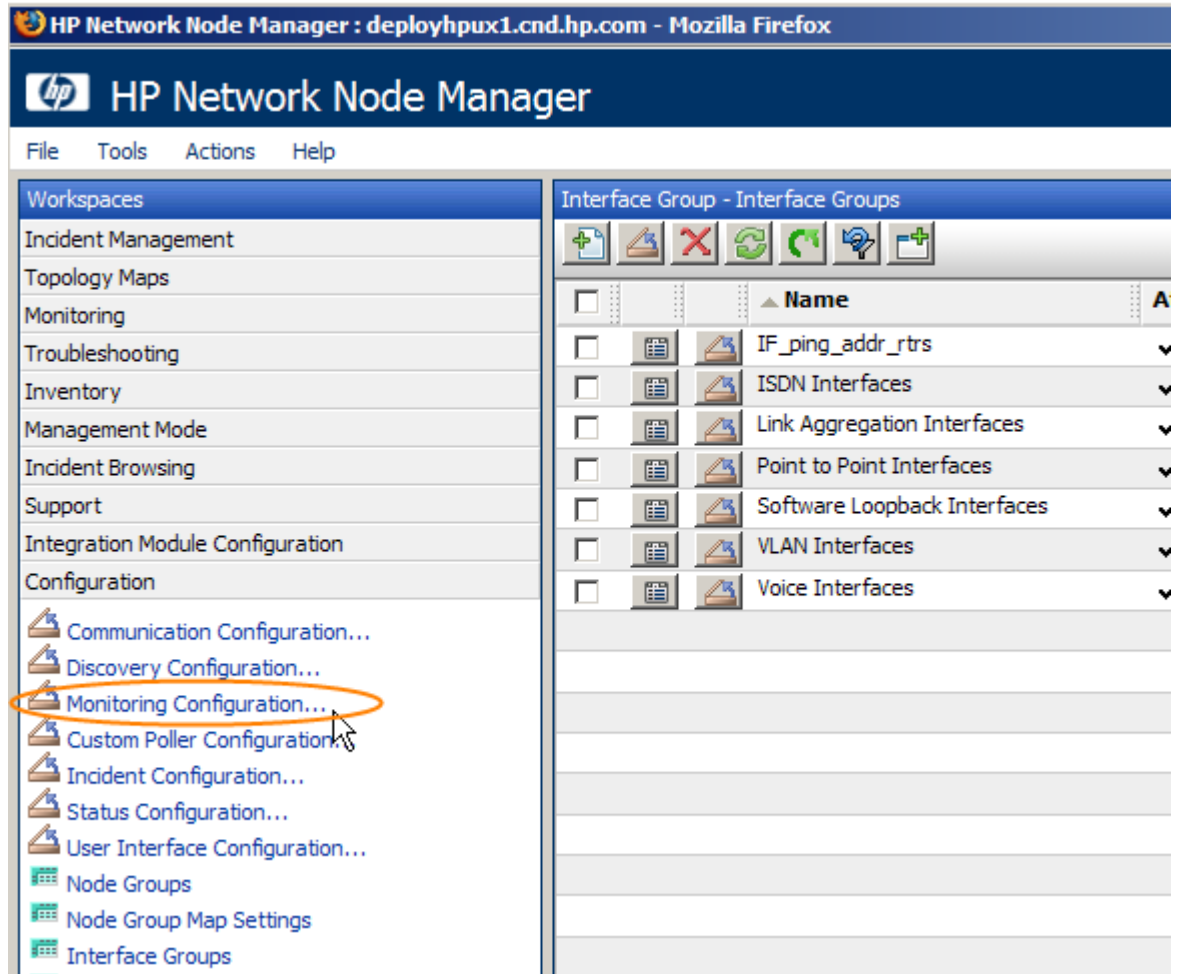 HP Network Node Manager : deployhpux1.cnd.hp.com - Mozilla Firefox
hp HP Network Node Manager
File Tools Actions Help
Workspaces
Incident Management
Topology Maps
Monitoring
Troubleshooting
Inventory
Management Mode
Incident Browsing
Support
Integration Module Configuration
Configuration
Communication Configuration...
Discovery Configuration...
Monitoring Configuration...
Custom Poller Configuration...
Incident Configuration...
Status Configuration...
User Interface Configuration...
Node Groups
Node Group Map Settings
Interface Groups
Interface Group - Interface Groups
Name
IF_ping_addr_rtrs
ISDN Interfaces
Link Aggregation Interfaces
Point to Point Interfaces
Software Loopback Interfaces
VLAN Interfaces
Voice Interfaces